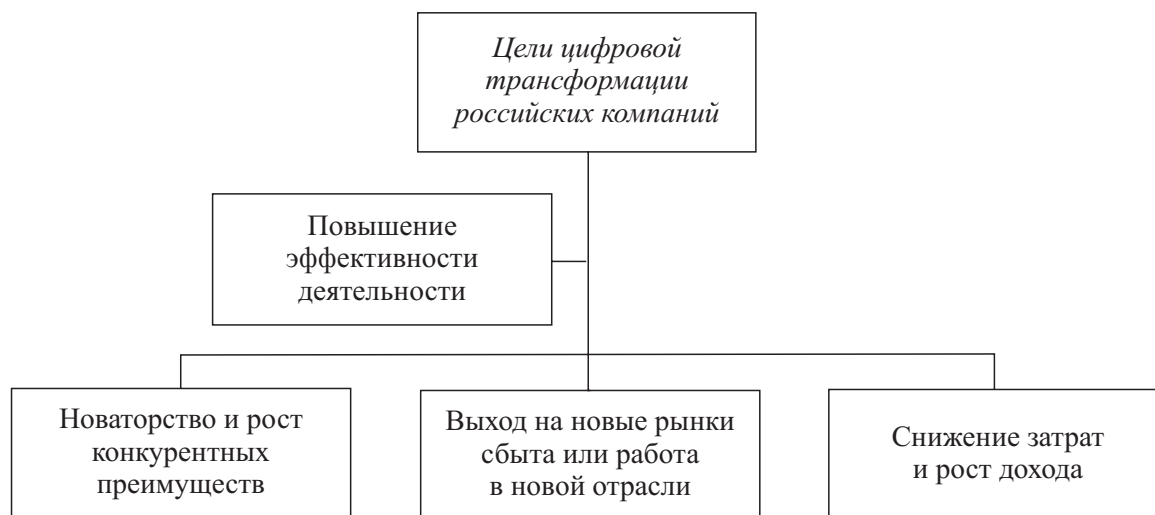 Цели цифровой
трансформации
российских компаний
Повышение
эффективности
деятельности
Новаторство и рост
конкурентных
преимуществ
Выход на новые рынки
сбыта или работа
в новой отрасли
Снижение затрат
и рост дохода